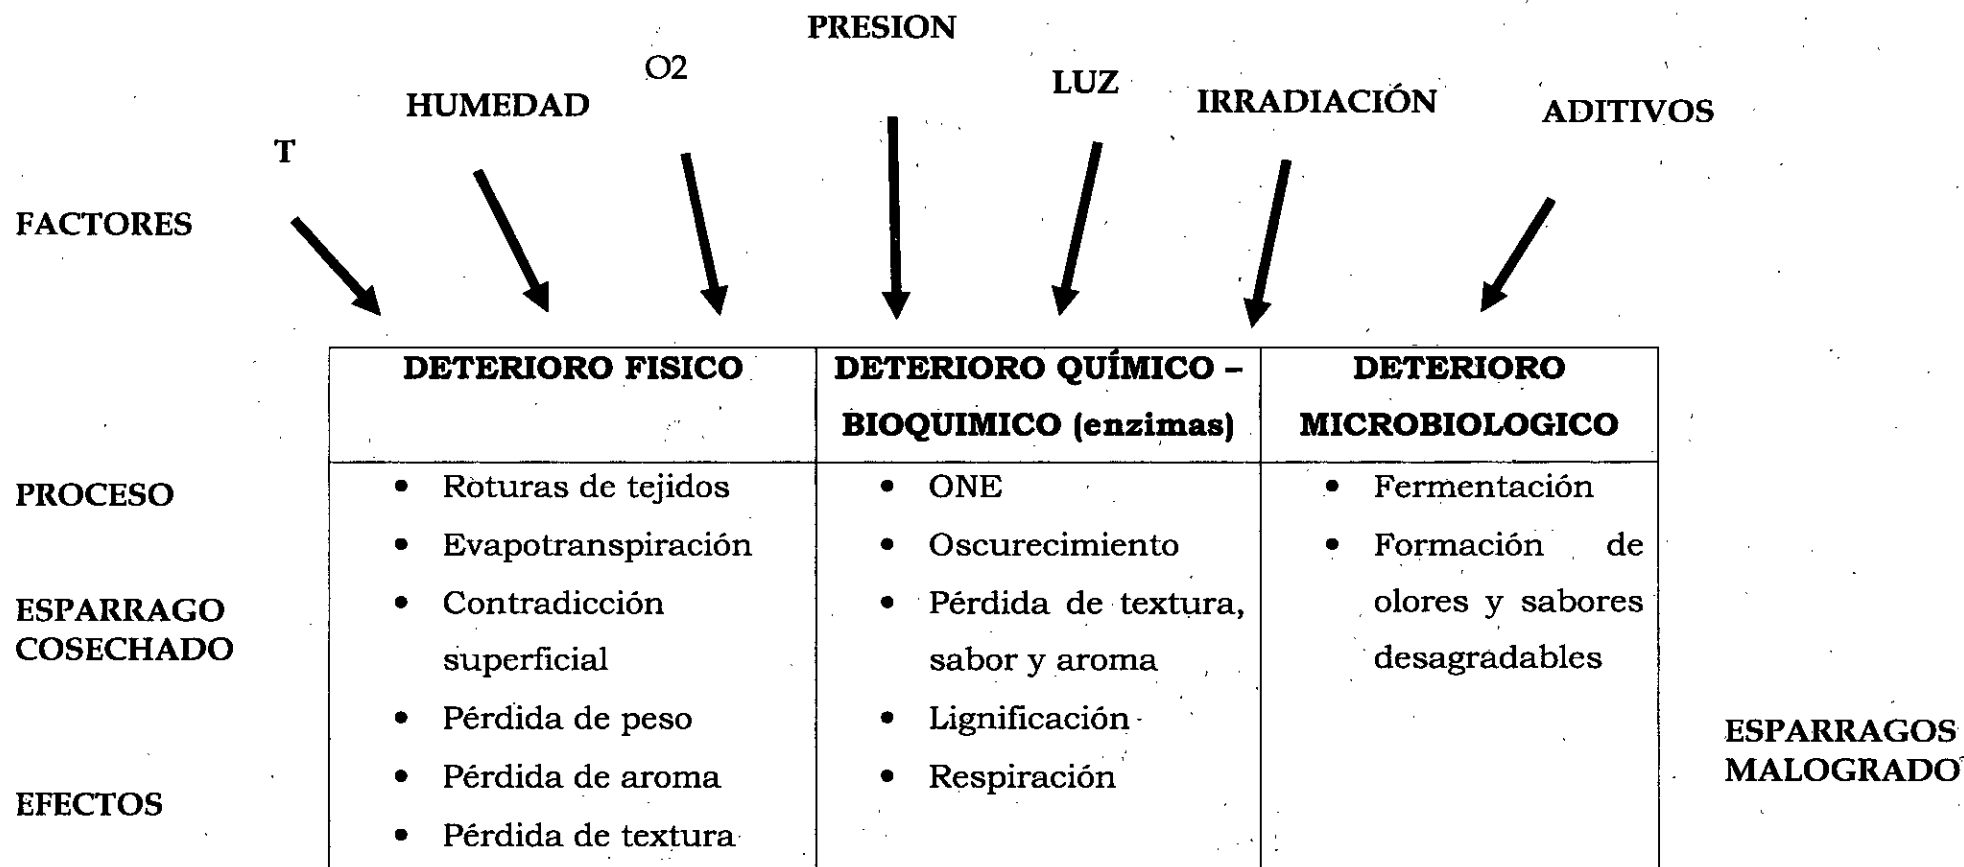 PRESION
O2
LUZ
HUMEDAD
IRRADIACIÓN
ADITIVOS
T
FACTORES
DETERIORO FISICO
DETERIORO QUÍMICO –
BIOQUIMICO (enzimas)
DETERIORO
MICROBIOLOGICO
PROCESO
ESPARRAGO
COSECHADO
EFECTOS
• Roturas de tejidos
• Evapotranspiración
• Contradicción
superficial
• Pérdida de peso
• Pérdida de aroma
• Pérdida de textura
• ONE
• Oscurecimiento
• Pérdida de textura,
sabor y aroma
• Lignificación
• Respiración
• Fermentación
• Formación de
olores y sabores
desagradables
ESPARRAGOS
MALOGRADO